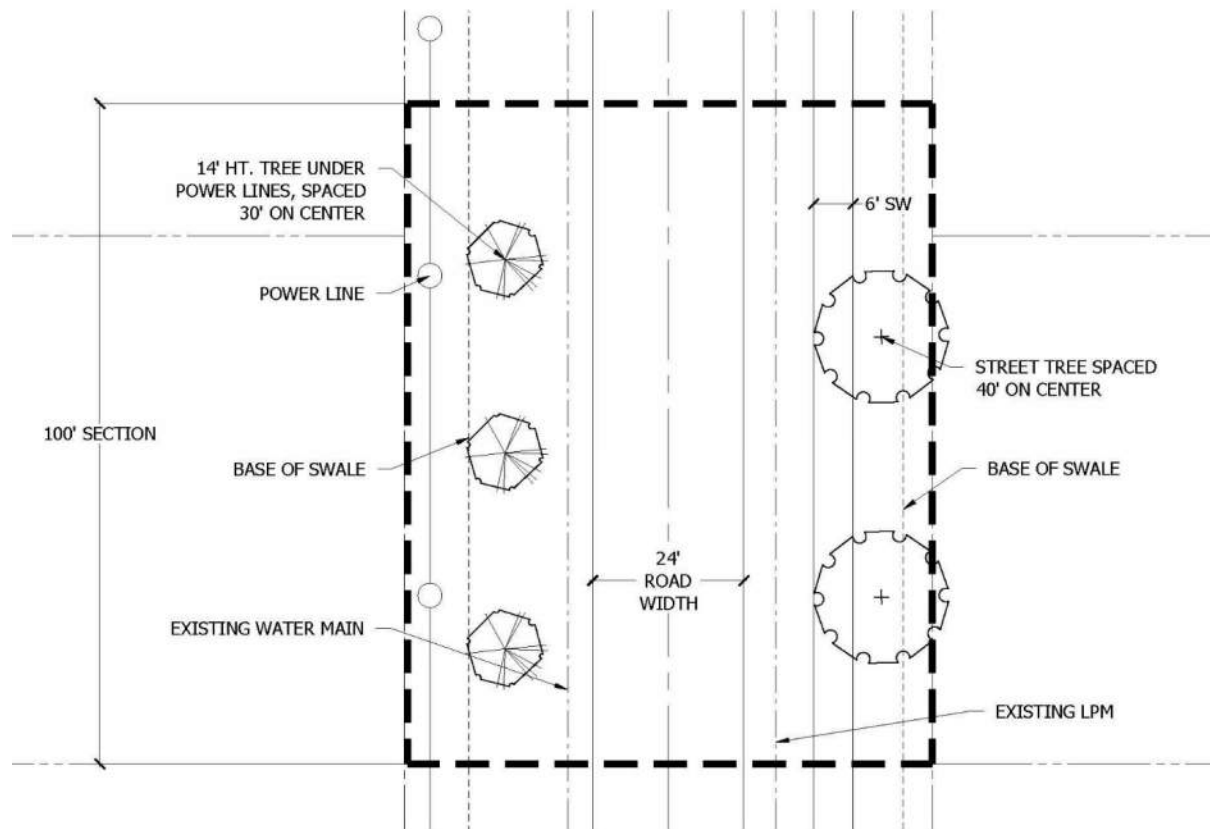 14' HT. TREE UNDER
POWER LINES, SPACED
30' ON CENTER
6' SW
POWER LINE
STREET TREE SPACED
40' ON CENTER
100' SECTION
BASE OF SWALE
BASE OF SWALE
24'
ROAD
WIDTH
EXISTING WATER MAIN
EXISTING LPM